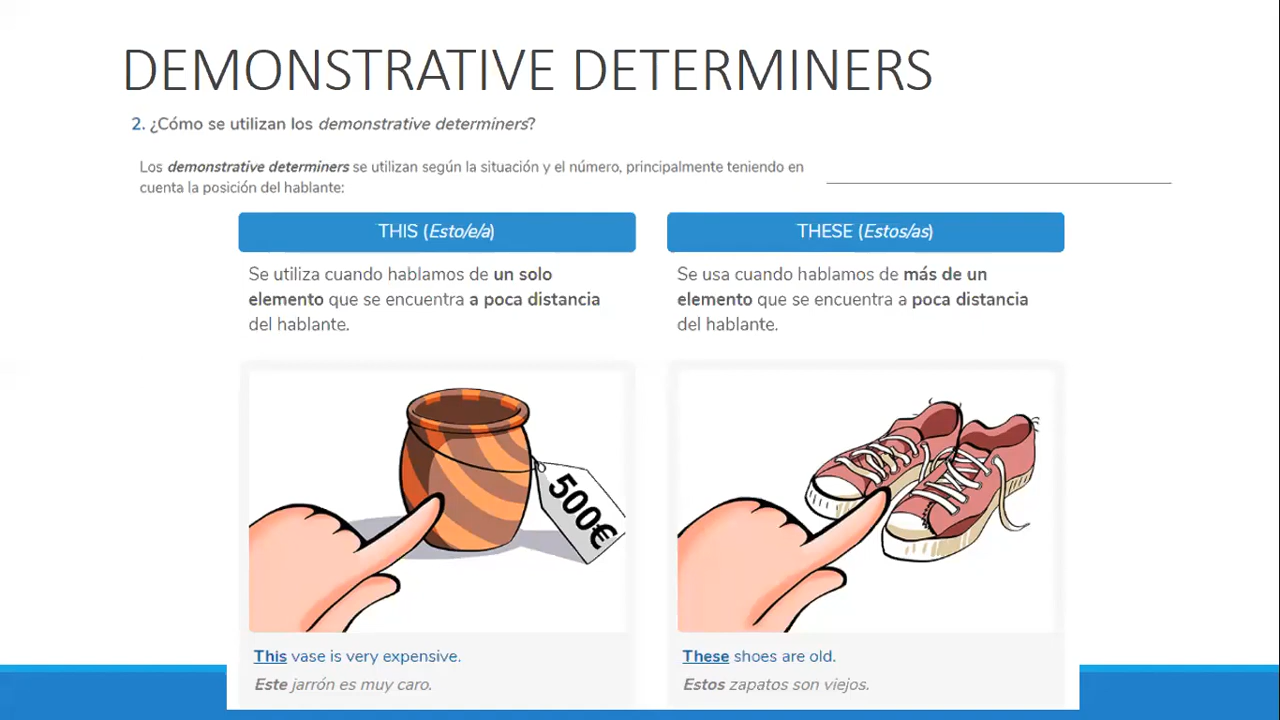 DEMONSTRATIVE DETERMINERS
2. ¿Cómo se utilizan los demonstrative determiners?
Los demonstrative determiners se utilizan según la situación y el número, principalmente teniendo en
cuenta la posición del hablante:
THIS (Esto/e/a)
Se utiliza cuando hablamos de un solo
elemento que se encuentra a poca distancia
del hablante.
500€
This vase is very expensive.
Este jarrón es muy caro.
THESE (Estos/as)
Se usa cuando hablamos de más de un
elemento que se encuentra a poca distancia
del hablante.
These shoes are old.
Estos zapatos son viejos.